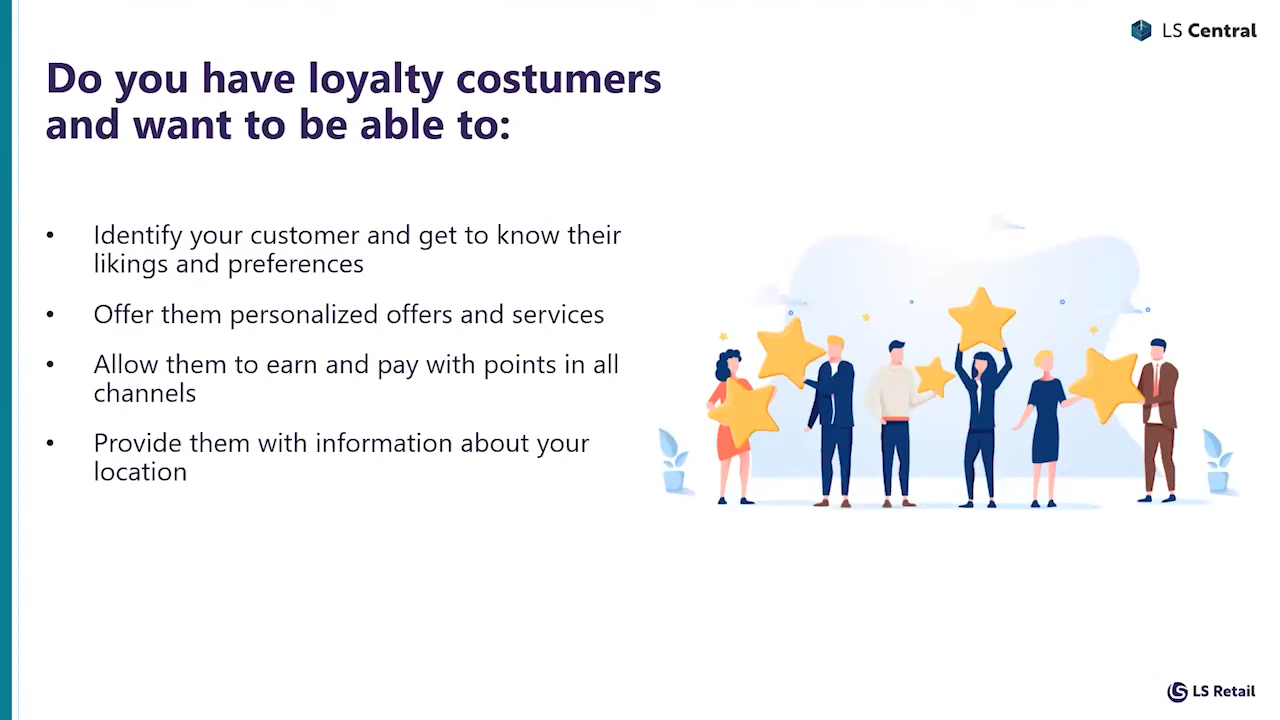 LS Central
Do you have loyalty costumers
and want to be able to:
• Identify your customer and get to know their
likings and preferences
• Offer them personalized offers and services
• Allow them to earn and pay with points in all
channels
• Provide them with information about your
location
LS Retail